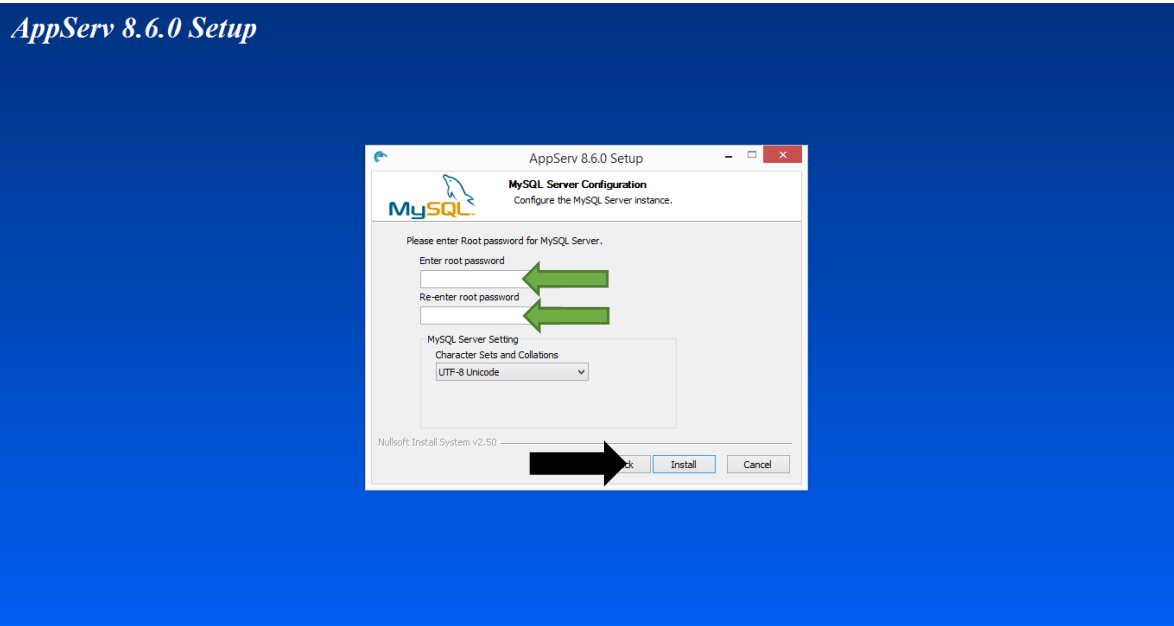 AppServ 8.6.0 Setup
AppServ 8.6.0 Setup
MySQL Server Configuration
Configure the MySQL Server instance.
MySQL
Please enter Root password for MySQL Server.
Enter root password
Re-enter root password
MySQL Server Setting
Character Sets and Collations
UTF-8 Unicode
Nullsoft Install System v2.50
Install
Cancel